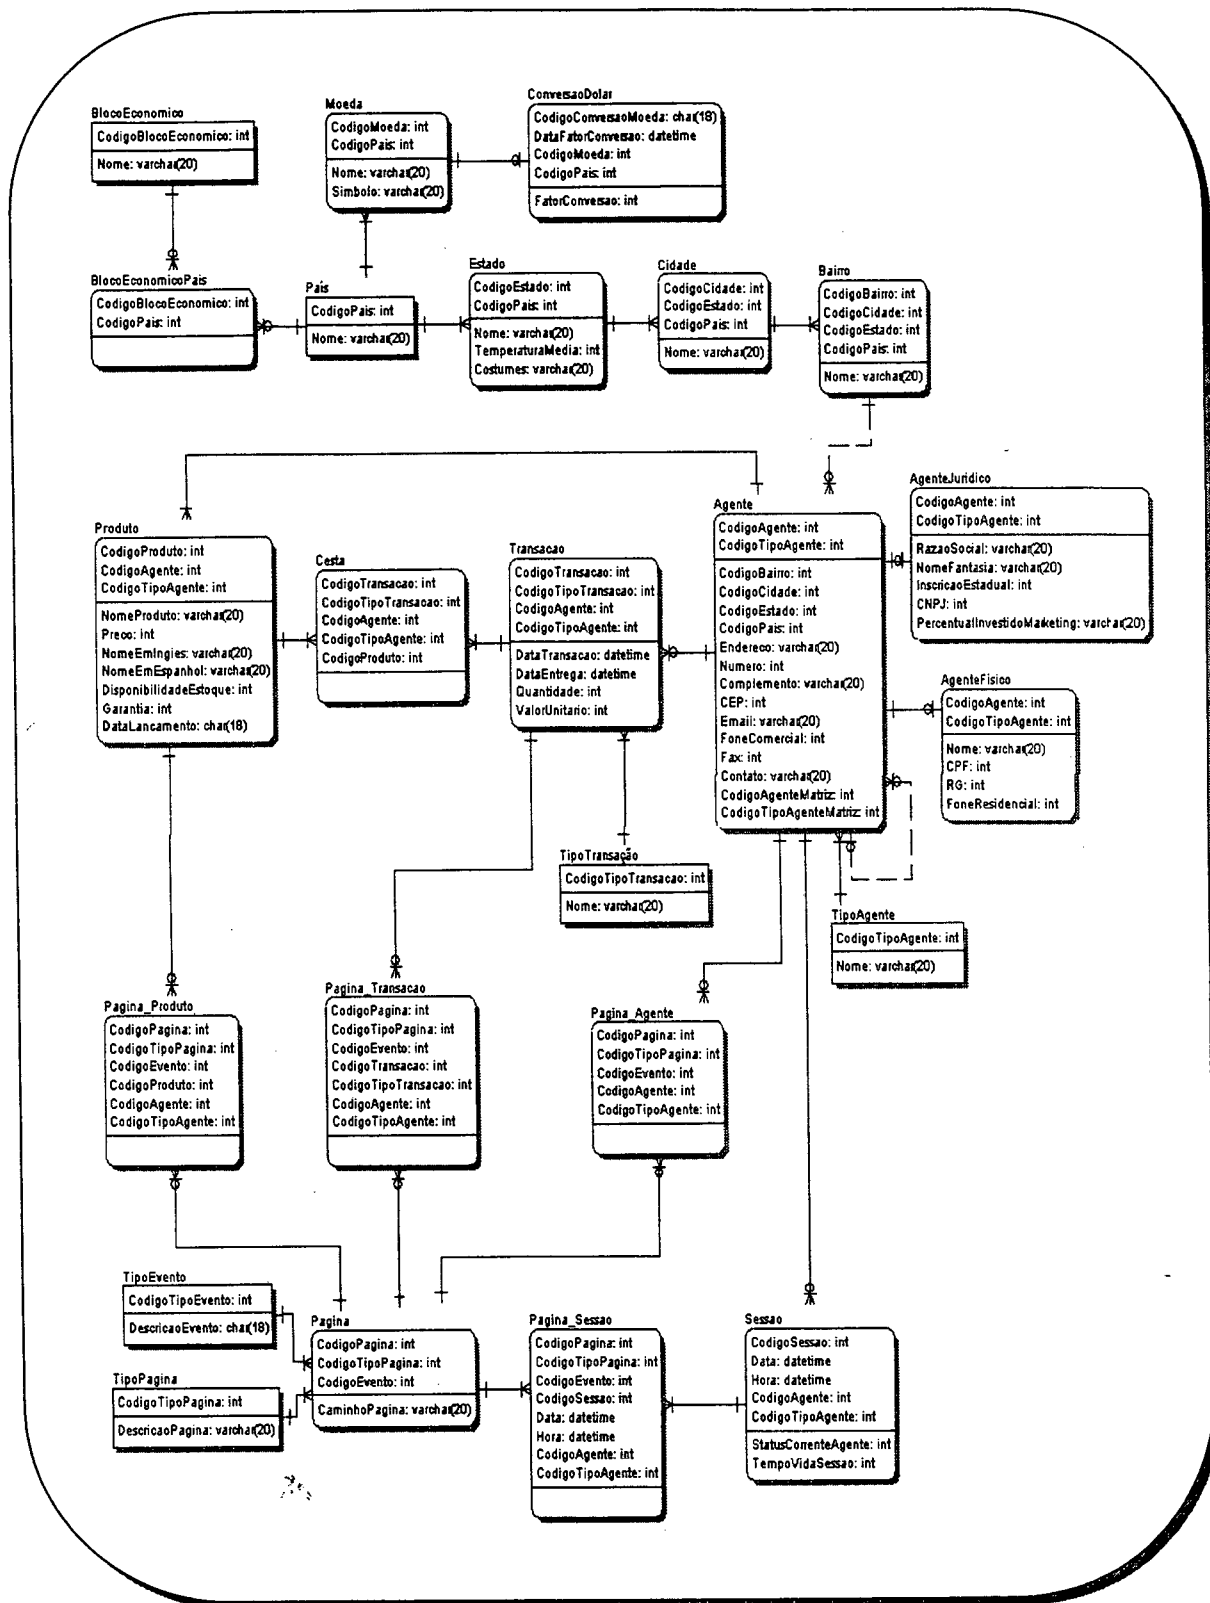 BlocoEconomico
CodigoBlocoEconomico: int
Nome: varchar(20)
Moeda
CodigoMoeda: int
CodigoPais: int
Nome: varchar(20)
Simbolo: varchar(20)
ConversaoDolar
CodigoConversaoMoeda: char(18)
DataFatorConversao: datetime
CodigoMoeda: int
CodigoPais: int
FatorConversao: int
BlocoEconomicoPais
CodigoBlocoEconomico: int
CodigoPais: int
Pais
CodigoPais: int
Nome: varchar(20)
Estado
CodigoEstado: int
CodigoPais: int
Nome: varchar(20)
TemperaturaMedia: int
Costumes: varchar(20)
Cidade
CodigoCidade: int
CodigoEstado: int
CodigoPais: int
Nome: varchar(20)
Bairro
CodigoBairro: int
CodigoCidade: int
CodigoEstado: int
CodigoPais: int
Nome: varchar(20)
Produto
CodigoProduto: int
CodigoAgente: int
CodigoTipoAgente: int
NomeProduto: varchar(20)
Preco: int
NomeEmIngles: varchar(20)
NomeEmEspanhol: varchar(20)
DisponibilidadeEstoque: int
Garantia: int
DataLancamento: char(18)
Cesta
CodigoTransacao: int
CodigoTipoTransacao: int
CodigoAgente: int
CodigoTipoAgente: int
CodigoProduto: int
Transacao
CodigoTransacao: int
CodigoTipoTransacao: int
CodigoAgente: int
CodigoTipoAgente: int
DataTransacao: datetime
DataEntrega: datetime
Quantidade: int
ValorUnitario: int
Agente
CodigoAgente: int
CodigoTipoAgente: int
CodigoBairro: int
CodigoCidade: int
CodigoEstado: int
CodigoPais: int
Endereco: varchar(20)
Numero: int
Complemento: varchar(20)
CEP: int
Email: varchar(20)
FoneComercial: int
Fax: int
Contato: varchar(20)
CodigoAgenteMatriz: int
CodigoTipoAgenteMatriz: int
AgenteJuridico
CodigoAgente: int
CodigoTipoAgente: int
RazaoSocial: varchar(20)
NomeFantasia: varchar(20)
InscricaoEstadual: int
CNPJ: int
PercentualInvestidoMarketing: varchar(20)
AgenteFisico
CodigoAgente: int
CodigoTipoAgente: int
Nome: varchar(20)
CPF: int
RG: int
FoneResidencial: int
TipoTransação
CodigoTipoTransacao: int
Nome: varchar(20)
TipoAgente
CodigoTipoAgente: int
Nome: varchar(20)
Pagina_Produto
CodigoPagina: int
CodigoTipoPagina: int
CodigoEvento: int
CodigoProduto: int
CodigoAgente: int
CodigoTipoAgente: int
Pagina_Transacao
CodigoPagina: int
CodigoTipoPagina: int
CodigoEvento: int
CodigoTransacao: int
CodigoTipoTransacao: int
CodigoAgente: int
CodigoTipoAgente: int
Pagina_Agente
CodigoPagina: int
CodigoTipoPagina: int
CodigoEvento: int
CodigoAgente: int
CodigoTipoAgente: int
TipoEvento
CodigoTipoEvento: int
DescricaoEvento: char(18)
TipoPagina
CodigoTipoPagina: int
DescricaoPagina: varchar(20)
Pagina
CodigoPagina: int
CodigoTipoPagina: int
CodigoEvento: int
CaminhoPagina: varchar(20)
Pagina_Sessao
CodigoPagina: int
CodigoTipoPagina: int
CodigoEvento: int
CodigoSessao: int
Data: datetime
Hora: datetime
CodigoAgente: int
CodigoTipoAgente: int
Sessao
CodigoSessao: int
Data: datetime
Hora: datetime
CodigoAgente: int
CodigoTipoAgente: int
StatusCorrenteAgente: int
TempoVidaSessao: int